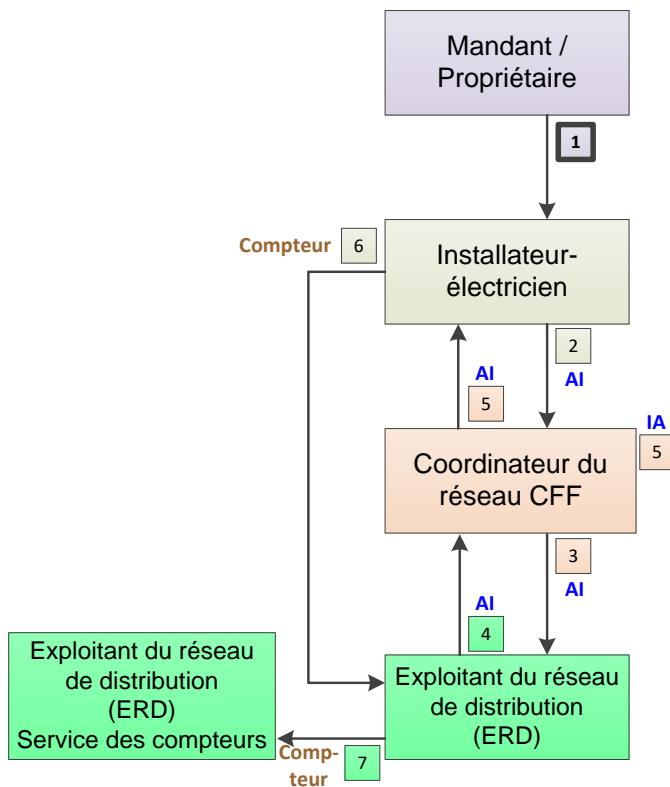 Mandant /
Propriétaire
1
Compteur
6
Installateur-
électricien
2
AI
AI
5
IA
5
Coordinateur du
réseau CFF
3
AI
AI
4
Exploitant du réseau
de distribution
(ERD)
Service des compteurs
Exploitant du réseau
de distribution
(ERD)
Comp-
teur
7